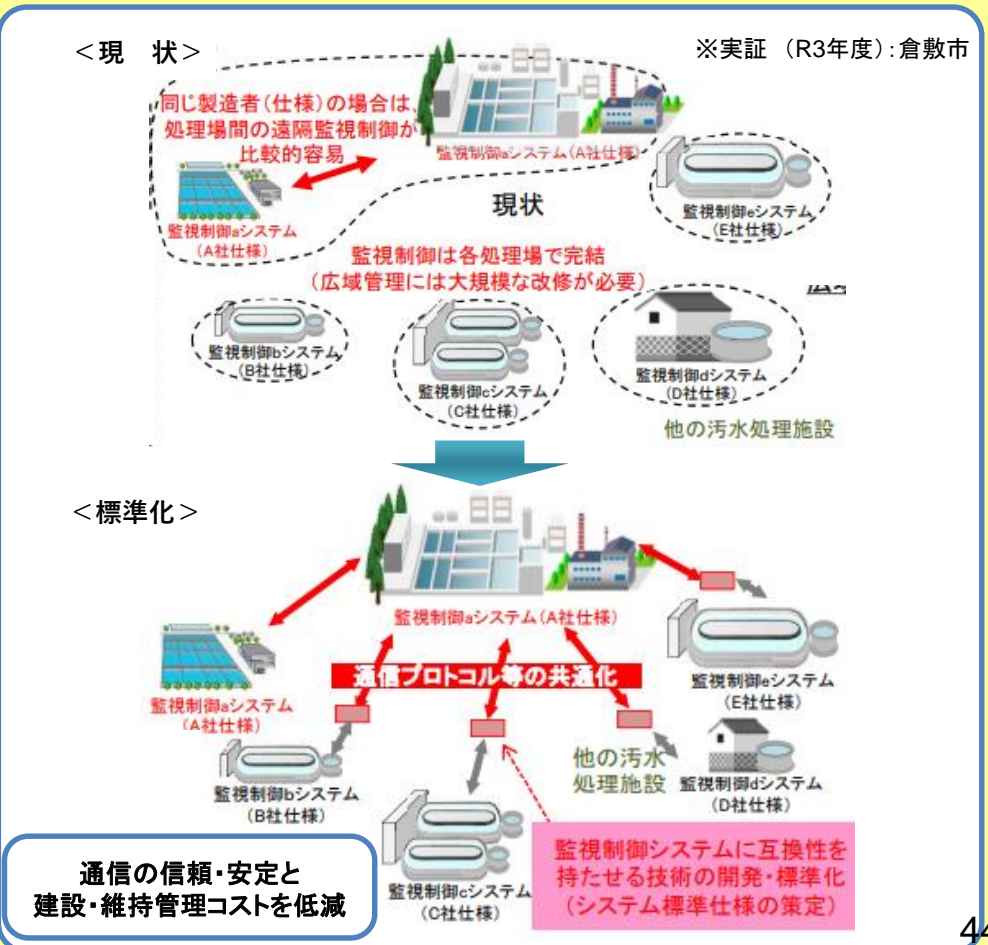 ＜現　状＞
※実証　（R3年度）：倉敷市
同じ製造者（仕様）の場合は、
処理場間の遠隔監視制御が
比較的容易
監視制御aシステム（A社仕様）
監視制御aシステム
（A社仕様）
現状
監視制御eシステム
（E社仕様）
監視制御は各処理場で完結
（広域管理には大規模な改修が必要）
監視制御bシステム
（B社仕様）
監視制御cシステム
（C社仕様）
監視制御dシステム
（D社仕様）
他の汚水処理施設
＜標準化＞
監視制御aシステム（A社仕様）
通信プロトコル等の共通化
監視制御aシステム
（A社仕様）
監視制御eシステム
（E社仕様）
監視制御bシステム
（B社仕様）
他の汚水
処理施設
監視制御dシステム
（D社仕様）
監視制御cシステム
（C社仕様）
監視制御システムに互換性を
持たせる技術の開発・標準化
（システム標準仕様の策定）
通信の信頼・安定と
建設・維持管理コストを低減